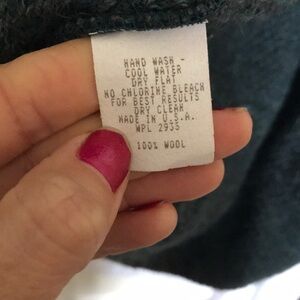 HAND WASH -
COOL WATER
DRY FLAT
NO CHLORINE BLEACH
FOR BEST RESULTS
DRY CLEAN
MADE IN U.S.A.
WPL 2935
100% WOOL